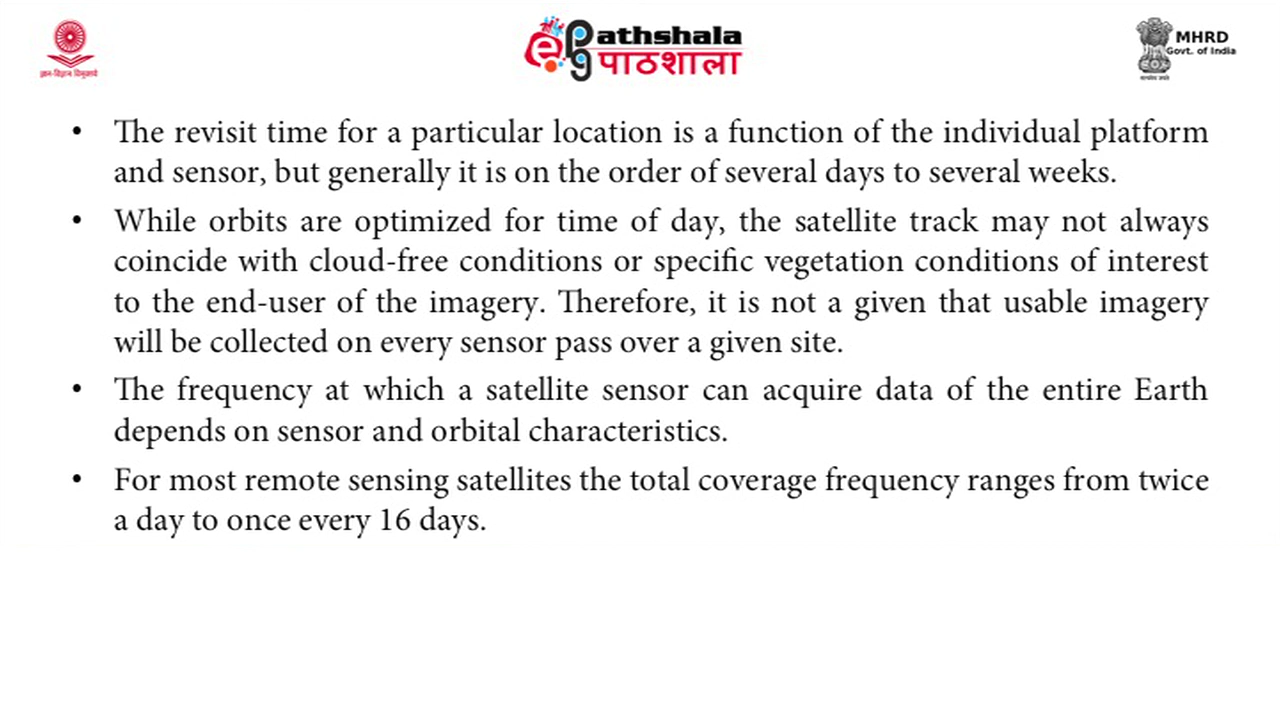 ज्ञान-विज्ञान विमुक्तये
epg
athshala
पाठशाला
MHRD
Govt. of India
सत्यमेव जयते
• The revisit time for a particular location is a function of the individual platform
and sensor, but generally it is on the order of several days to several weeks.
• While orbits are optimized for time of day, the satellite track may not always
coincide with cloud-free conditions or specific vegetation conditions of interest
to the end-user of the imagery. Therefore, it is not a given that usable imagery
will be collected on every sensor pass over a given site.
• The frequency at which a satellite sensor can acquire data of the entire Earth
depends on sensor and orbital characteristics.
• For most remote sensing satellites the total coverage frequency ranges from twice
a day to once every 16 days.